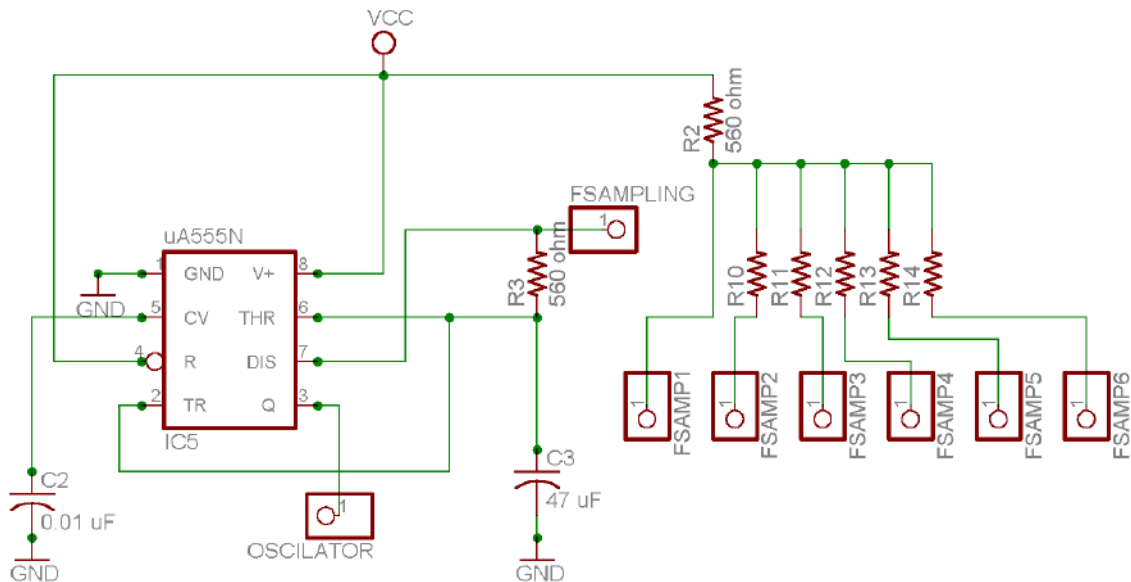 VCC
R2
560 ohm
FSAMPLING
1
uA555N
1 GND V+ 8
GND
5 CV THR 6
4 R DIS 7
2 TR Q 3
IC5
R3
560 ohm
R10
R11
R12
R13
R14
1
FSAMP1
1
FSAMP2
1
FSAMP3
1
FSAMP4
1
FSAMP5
1
FSAMP6
C2
0.01 uF
GND
1
OSCILATOR
C3
47 uF
GND